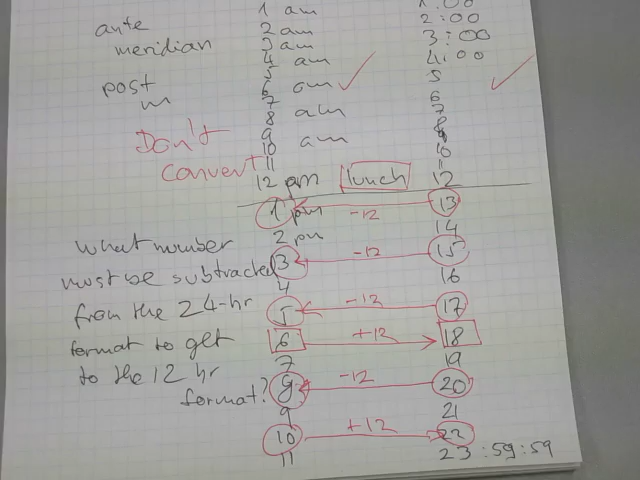 1 am 1:00
ante 2 am 2:00
meridian 3 am 3:00
4 am 4:00
5 5
post 6 am 6
m 7 7
8 am 8
Don't 9 9
10 am 10
convert 11 11
12 pm lunch 12
1 pm -12 13
2 pm 14
what number 3 -12 15
must be subtracted 4 16
from the 24-hr 5 -12 17
format to get 6 +12 18
to the 12 hr 7 19
format? 8 -12 20
9 21
10 +12 22
11 23:59:59